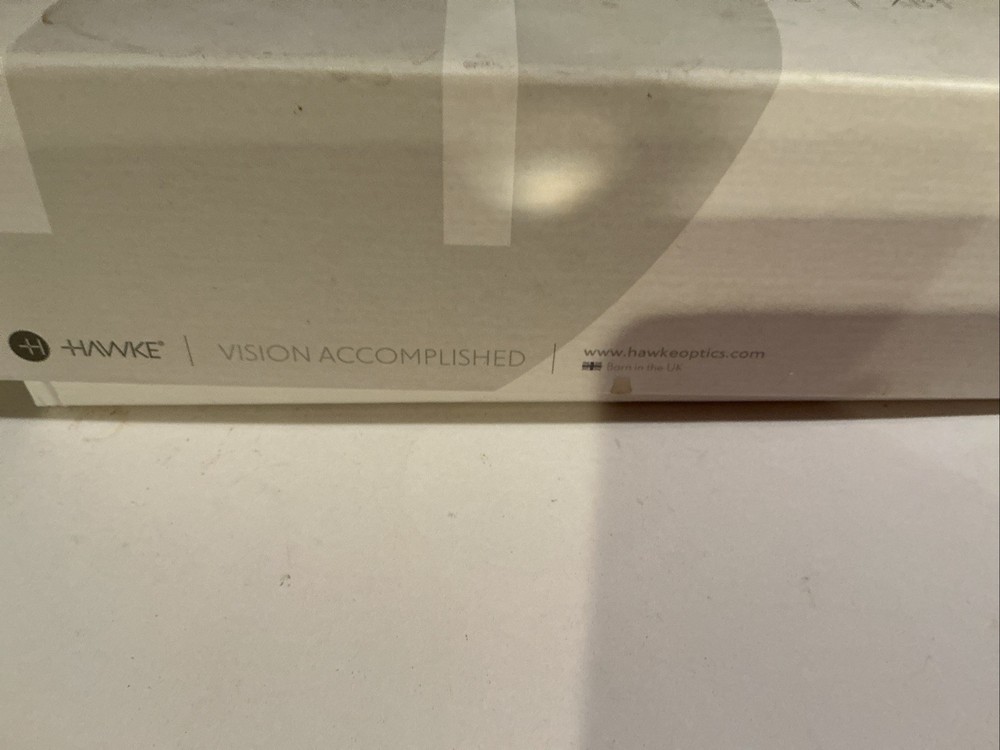 HAWKE® | VISION ACCOMPLISHED | www.hawkeoptics.com
Born in the UK